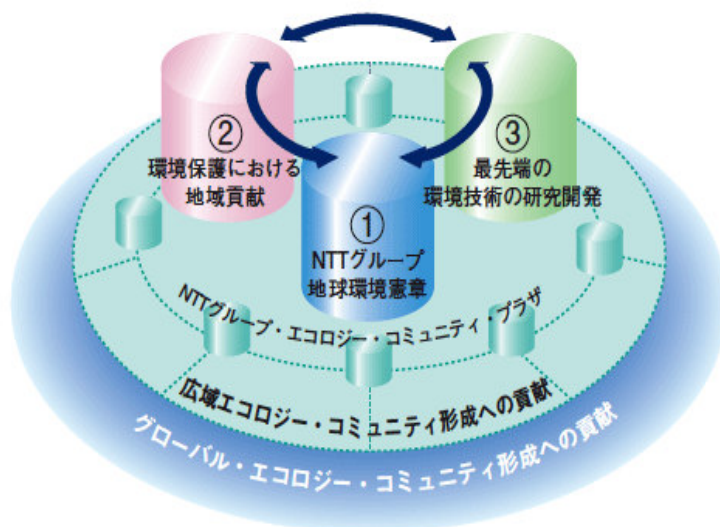 ②
環境保護における
地域貢献
③
最先端の
環境技術の研究開発
①
NTTグループ
地球環境憲章
NTTグループ・エコロジー・コミュニティ・プラザ
広域エコロジー・コミュニティ形成への貢献
グローバル・エコロジー・コミュニティ形成への貢献